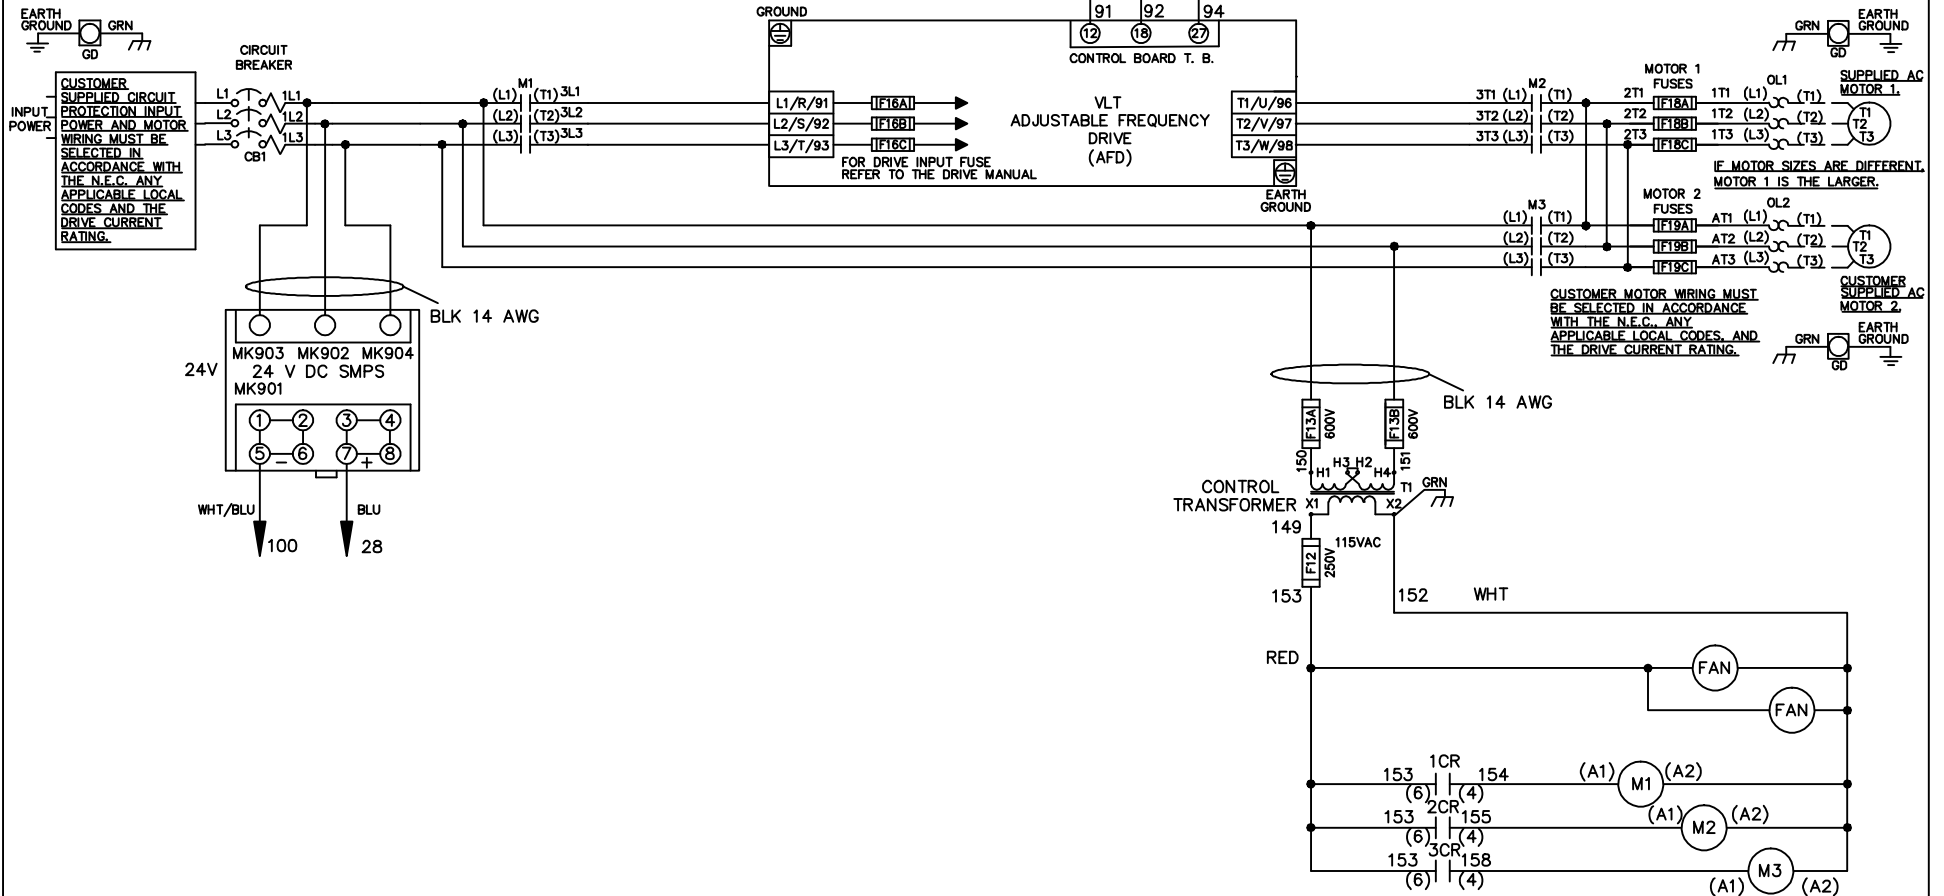 EARTH
GROUND
GRN
GD
INPUT
POWER
CUSTOMER
SUPPLIED CIRCUIT
PROTECTION INPUT
POWER AND MOTOR
WIRING MUST BE
SELECTED IN
ACCORDANCE WITH
THE N.E.C. ANY
APPLICABLE LOCAL
CODES AND THE
DRIVE CURRENT
RATING.
CIRCUIT
BREAKER
L1 1L1
L2 1L2
L3 1L3
CB1
M1
(L1) (T1) 3L1
(L2) (T2) 3L2
(L3) (T3) 3L3
GROUND
L1/R/91 F16A
L2/S/92 F16B
L3/T/93 F16C
FOR DRIVE INPUT FUSE
REFER TO THE DRIVE MANUAL
91 92 94
12 18 27
CONTROL BOARD T. B.
VLT
ADJUSTABLE FREQUENCY
DRIVE
(AFD)
T1/U/96
T2/V/97
T3/W/98
EARTH
GROUND
M2
3T1 (L1) (T1)
3T2 (L2) (T2)
3T3 (L3) (T3)
MOTOR 1
FUSES
2T1 F18A 1T1 (L1) (T1)
2T2 F18B 1T2 (L2) (T2)
2T3 F18C 1T3 (L3) (T3)
OL1
GRN
EARTH
GROUND
GD
SUPPLIED AC
MOTOR 1.
T1
T2
T3
IF MOTOR SIZES ARE DIFFERENT,
MOTOR 1 IS THE LARGER.
M3
(L1) (T1)
(L2) (T2)
(L3) (T3)
MOTOR 2
FUSES
F19A AT1 (L1) (T1)
F19B AT2 (L2) (T2)
F19C AT3 (L3) (T3)
OL2
T1
T2
T3
CUSTOMER
SUPPLIED AC
MOTOR 2.
CUSTOMER MOTOR WIRING MUST
BE SELECTED IN ACCORDANCE
WITH THE N.E.C., ANY
APPLICABLE LOCAL CODES, AND
THE DRIVE CURRENT RATING.
GRN
EARTH
GROUND
GD
BLK 14 AWG
MK903 MK902 MK904
24V
24 V DC SMPS
MK901
1 2 3 4
5 - 6 7 + 8
WHT/BLU BLU
100 28
BLK 14 AWG
F13A 600V
F13B 600V
150 151
H1 H3 H2 H4
T1
GRN
CONTROL
TRANSFORMER
X1 X2
149
115VAC
F12 250V
153
152 WHT
RED
FAN
FAN
1CR
153 154 (A1) M1 (A2)
(6) (4)
2CR
153 155 (A1) M2 (A2)
(6) (4)
3CR
153 158 M3
(6) (4) (A1) (A2)